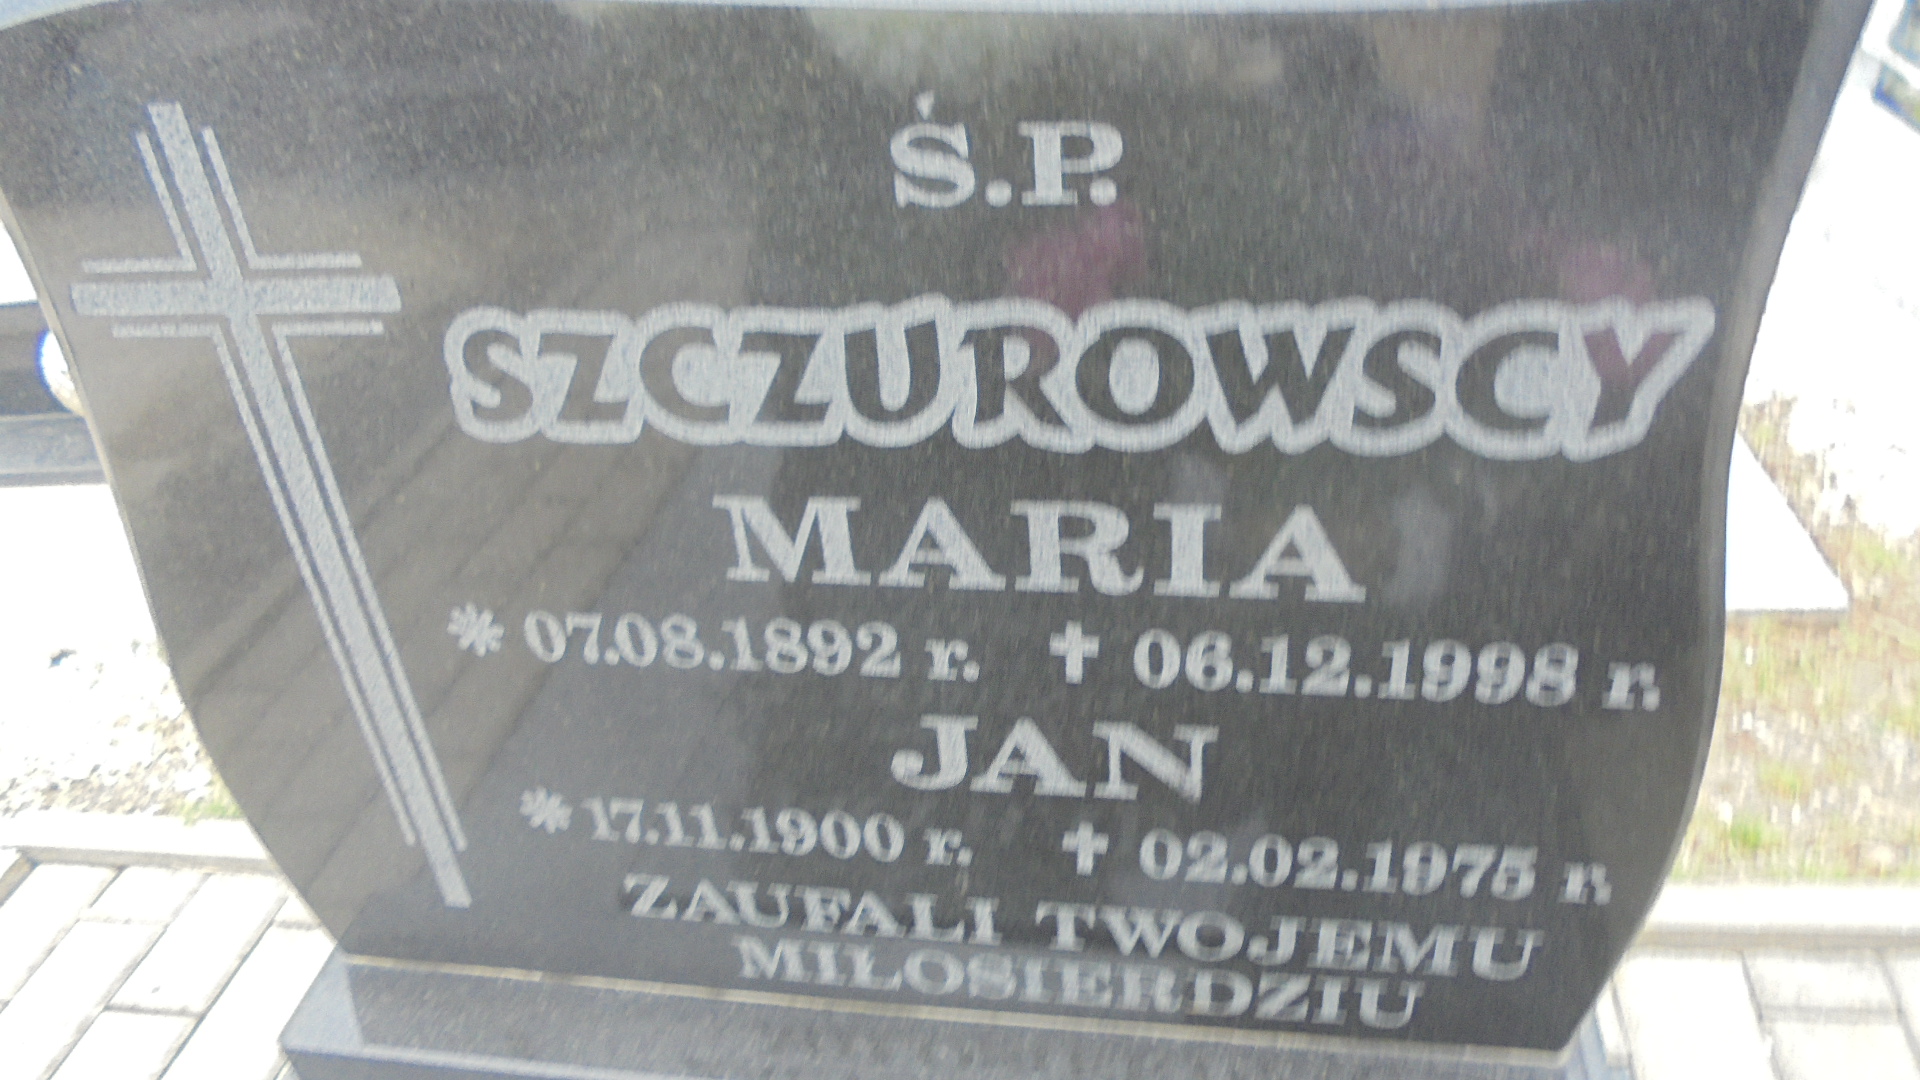 Ś.P.
SZCZUROWSCY
MARIA
* 07.08.1892 r. ✝ 06.12.1998 r.
JAN
* 17.11.1900 r. ✝ 02.02.1975 r.
ZAUFALI TWOJEMU
MIŁOSIERDZIU